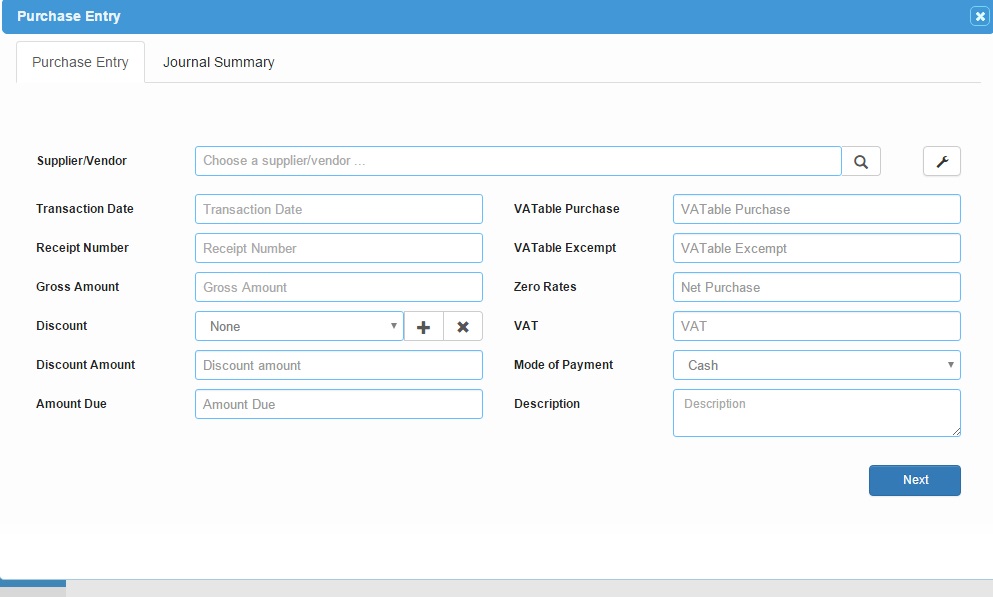 Purchase Entry
Purchase Entry
Journal Summary
Supplier/Vendor
Choose a supplier/vendor ...
Transaction Date
Transaction Date
VATable Purchase
VATable Purchase
Receipt Number
Receipt Number
VATable Excempt
VATable Excempt
Gross Amount
Gross Amount
Zero Rates
Net Purchase
Discount
None
VAT
VAT
Discount Amount
Discount amount
Mode of Payment
Cash
Amount Due
Amount Due
Description
Description
Next